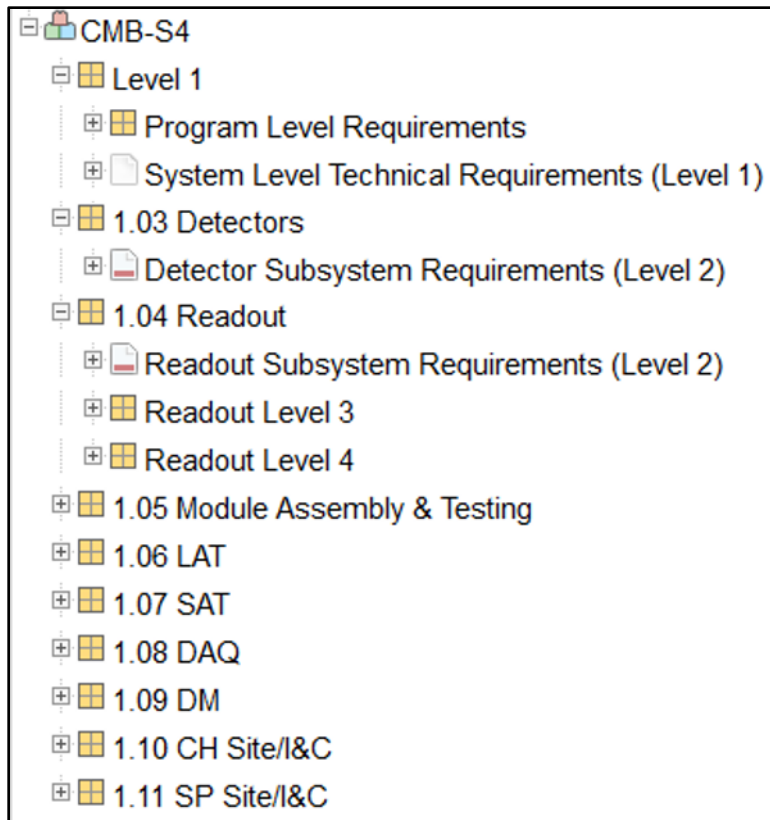 CMB-S4
Level 1
Program Level Requirements
System Level Technical Requirements (Level 1)
1.03 Detectors
Detector Subsystem Requirements (Level 2)
1.04 Readout
Readout Subsystem Requirements (Level 2)
Readout Level 3
Readout Level 4
1.05 Module Assembly & Testing
1.06 LAT
1.07 SAT
1.08 DAQ
1.09 DM
1.10 CH Site/I&C
1.11 SP Site/I&C